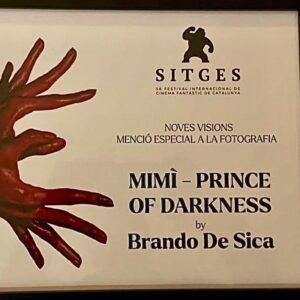 SITGES
56 FESTIVAL INTERNACIONAL DE
CINEMA FANTÀSTIC DE CATALUNYA
NOVES VISIONS
MENCIÓ ESPECIAL A LA FOTOGRAFIA
MIMÌ – PRINCE
OF DARKNESS
by
Brando De Sica